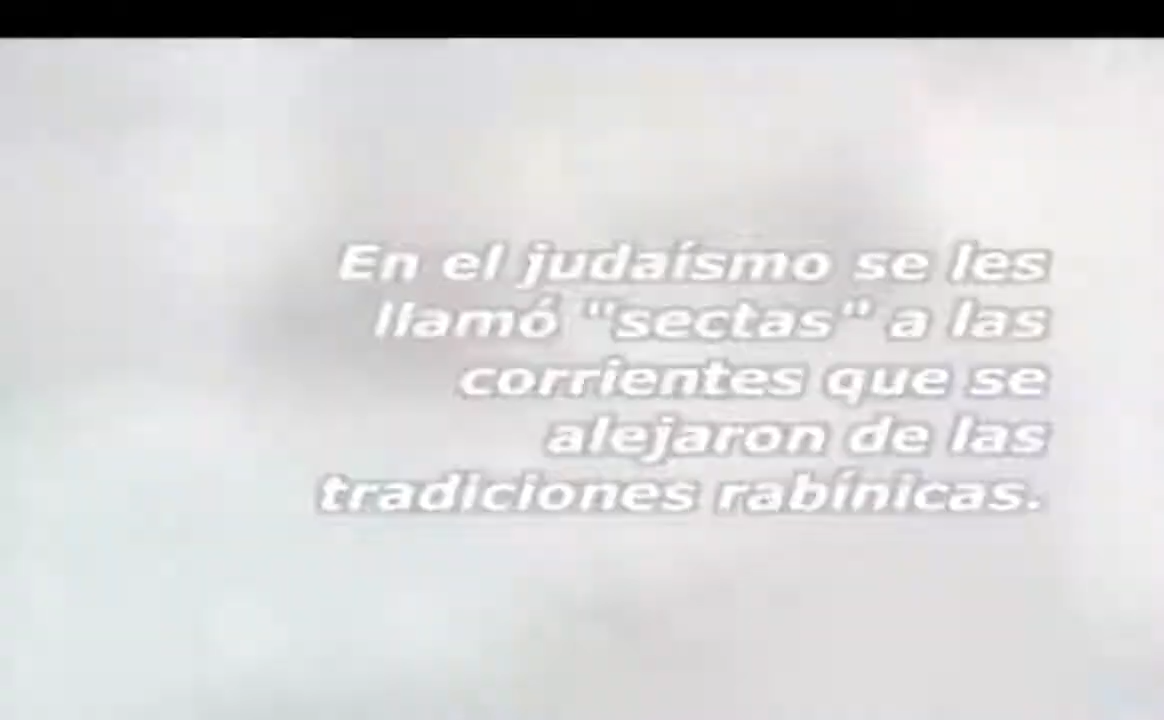 En el judaísmo se les
llamó "sectas" a las
corrientes que se
alejaron de las
tradiciones rabínicas.